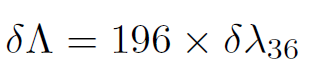 δΛ = 196 × δλ₃₆